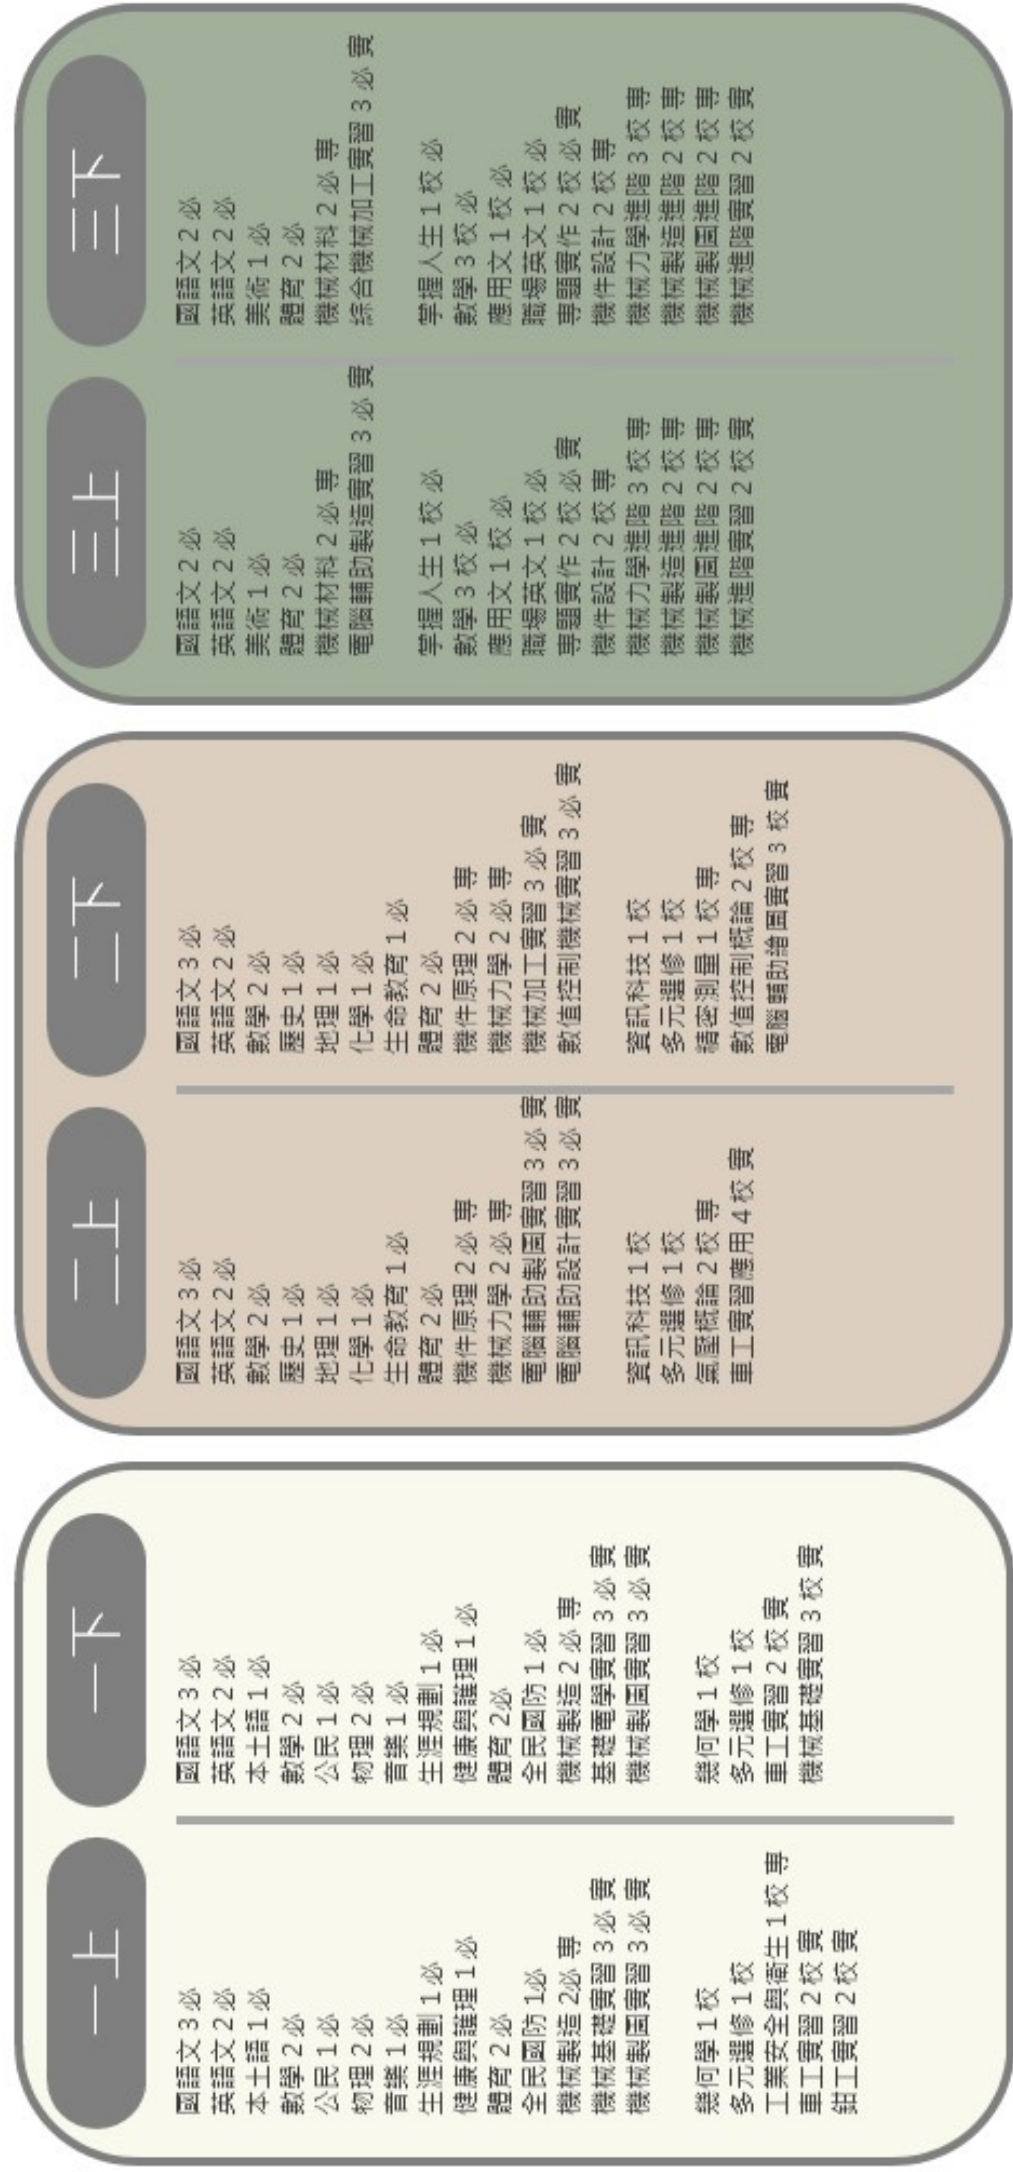 一上
國語文 3 必
英語文 2 必
本土語 1 必
數學 2 必
公民 1 必
物理 2 必
音樂 1 必
生涯規劃 1 必
健康與護理 1 必
體育 2 必
全民國防 1必
機械製造 2必 專
機械基礎實習 3 必 實
機械製圖實習 3 必 實
幾何學 1 校
多元選修 1 校
工業安全與衛生 1 校 專
車工實習 2 校 實
鉗工實習 2 校 實
一下
國語文 3 必
英語文 2 必
本土語 1 必
數學 2 必
公民 1 必
物理 2 必
音樂 1 必
生涯規劃 1 必
健康與護理 1 必
體育 2必
全民國防 1 必
機械製造 2 必 專
基礎電學實習 3 必 實
機械製圖實習 3 必 實
幾何學 1 校
多元選修 1 校
車工實習 2 校 實
機械基礎實習 3 校 實
二上
國語文 3 必
英語文 2 必
數學 2 必
歷史 1 必
地理 1 必
化學 1 必
生命教育 1 必
體育 2 必
機件原理 2 必 專
機械力學 2 必 專
電腦輔助製圖實習 3 必 實
電腦輔助設計實習 3 必 實
資訊科技 1 校
多元選修 1 校
氣壓概論 2 校 專
車工實習應用 4 校 實
二下
國語文 3 必
英語文 2 必
數學 2 必
歷史 1 必
地理 1 必
化學 1 必
生命教育 1 必
體育 2 必
機件原理 2 必 專
機械力學 2 必 專
機械加工實習 3 必 實
數值控制機械實習 3 必 實
資訊科技 1 校
多元選修 1 校
精密測量 1 校 專
數值控制概論 2 校 專
電腦輔助繪圖實習 3 校 實
三上
國語文 2 必
英語文 2 必
美術 1 必
體育 2 必
機械材料 2 必 專
電腦輔助製造實習 3 必 實
掌握人生 1 校 必
數學 3 校 必
應用文 1 校 必
職場英文 1 校 必
專題實作 2 校 必 實
機件設計 2 校 專
機械力學進階 3 校 專
機械製造進階 2 校 專
機械製圖進階 2 校 專
機械進階實習 2 校 實
三下
國語文 2 必
英語文 2 必
美術 1 必
體育 2 必
機械材料 2 必 專
綜合機械加工實習 3 必 實
掌握人生 1 校 必
數學 3 校 必
應用文 1 校 必
職場英文 1 校 必
專題實作 2 校 必 實
機件設計 2 校 專
機械力學進階 3 校 專
機械製造進階 2 校 專
機械製圖進階 2 校 專
機械進階實習 2 校 實